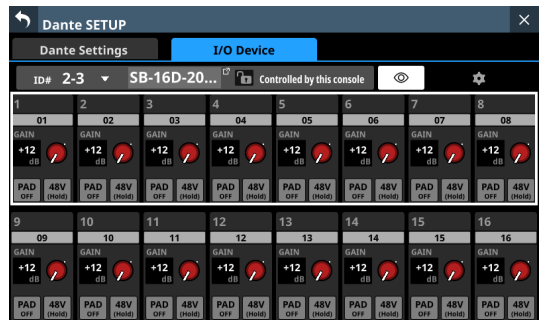 Dante SETUP
Dante Settings I/O Device
ID# 2-3 SB-16D-20... Controlled by this console
1 2 3 4 5 6 7 8
01 02 03 04 05 06 07 08
GAIN GAIN GAIN GAIN GAIN GAIN GAIN GAIN
+12 +12 +12 +12 +12 +12 +12 +12
dB dB dB dB dB dB dB dB
PAD 48V PAD 48V PAD 48V PAD 48V PAD 48V PAD 48V PAD 48V PAD 48V
OFF (Hold) OFF (Hold) OFF (Hold) OFF (Hold) OFF (Hold) OFF (Hold) OFF (Hold) OFF (Hold)
9 10 11 12 13 14 15 16
09 10 11 12 13 14 15 16
GAIN GAIN GAIN GAIN GAIN GAIN GAIN GAIN
+12 +12 +12 +12 +12 +12 +12 +12
dB dB dB dB dB dB dB dB
PAD 48V PAD 48V PAD 48V PAD 48V PAD 48V PAD 48V PAD 48V PAD 48V
OFF (Hold) OFF (Hold) OFF (Hold) OFF (Hold) OFF (Hold) OFF (Hold) OFF (Hold) OFF (Hold)